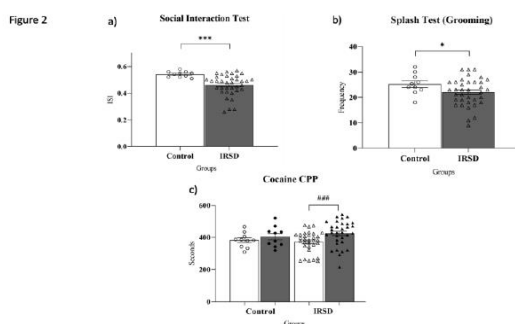 Figure 2
a)
Social Interaction Test
***
ISI
0.6
0.4
0.2
0.0
Control
IRSD
Groups
b)
Splash Test (Grooming)
*
Frequency
40
30
20
10
0
Control
IRSD
Groups
c)
Cocaine CPP
###
Seconds
600
400
200
0
Control
IRSD